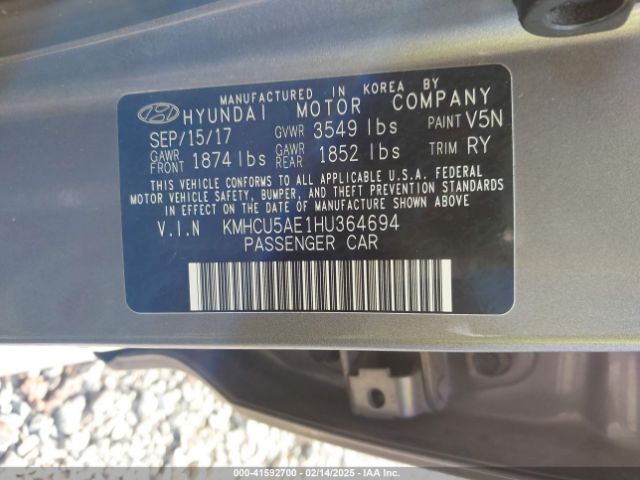 MANUFACTURED IN KOREA BY
HYUNDAI MOTOR COMPANY
SEP/15/17 GVWR 3549 lbs PAINT V5N
GAWR FRONT 1874 lbs GAWR REAR 1852 lbs TRIM RY
THIS VEHICLE CONFORMS TO ALL APPLICABLE U.S.A. FEDERAL
MOTOR VEHICLE SAFETY, BUMPER, AND THEFT PREVENTION STANDARDS
IN EFFECT ON THE DATE OF MANUFACTURE SHOWN ABOVE.
V.I.N KMHCU5AE1HU364694
PASSENGER CAR
000-41592700 - 02/14/2025 - IAA Inc.